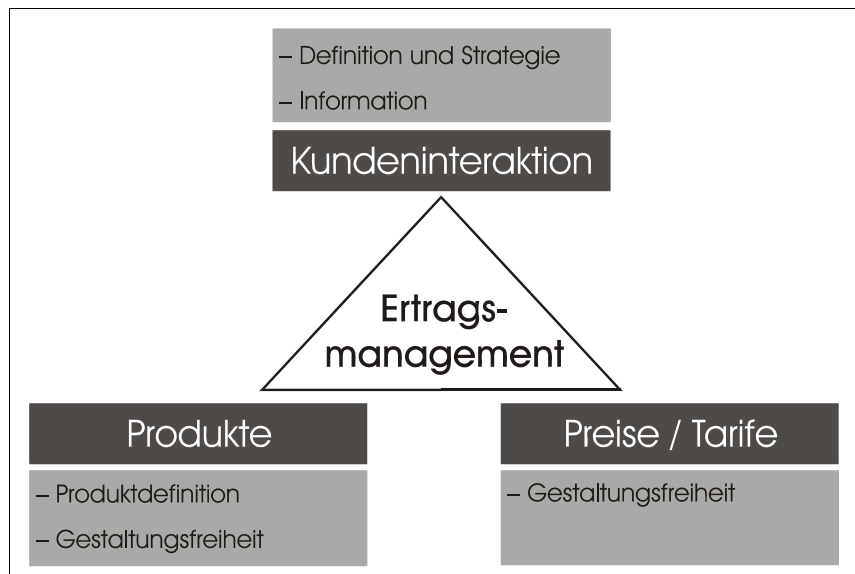 – Definition und Strategie
– Information
Kundeninteraktion
Ertrags-
management
Produkte
– Produktdefinition
– Gestaltungsfreiheit
Preise / Tarife
– Gestaltungsfreiheit